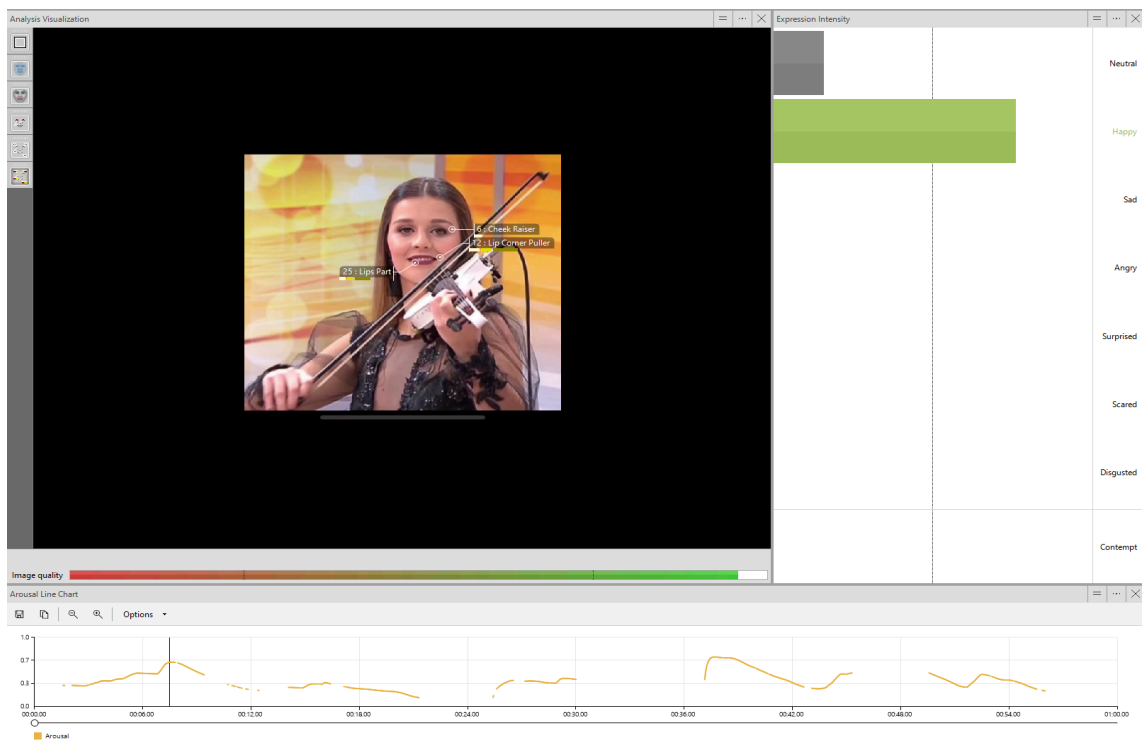 Analysis Visualization
Expression Intensity
Neutral
Happy
Sad
Angry
Surprised
Scared
Disgusted
Contempt
6 : Cheek Raiser
12 : Lip Corner Puller
25 : Lips Part
Image quality
Arousal Line Chart
Options
1.0
0.7
0.3
0.0
00:00.00 00:06.00 00:12.00 00:18.00 00:24.00 00:30.00 00:36.00 00:42.00 00:48.00 00:54.00 01:00.00
Arousal